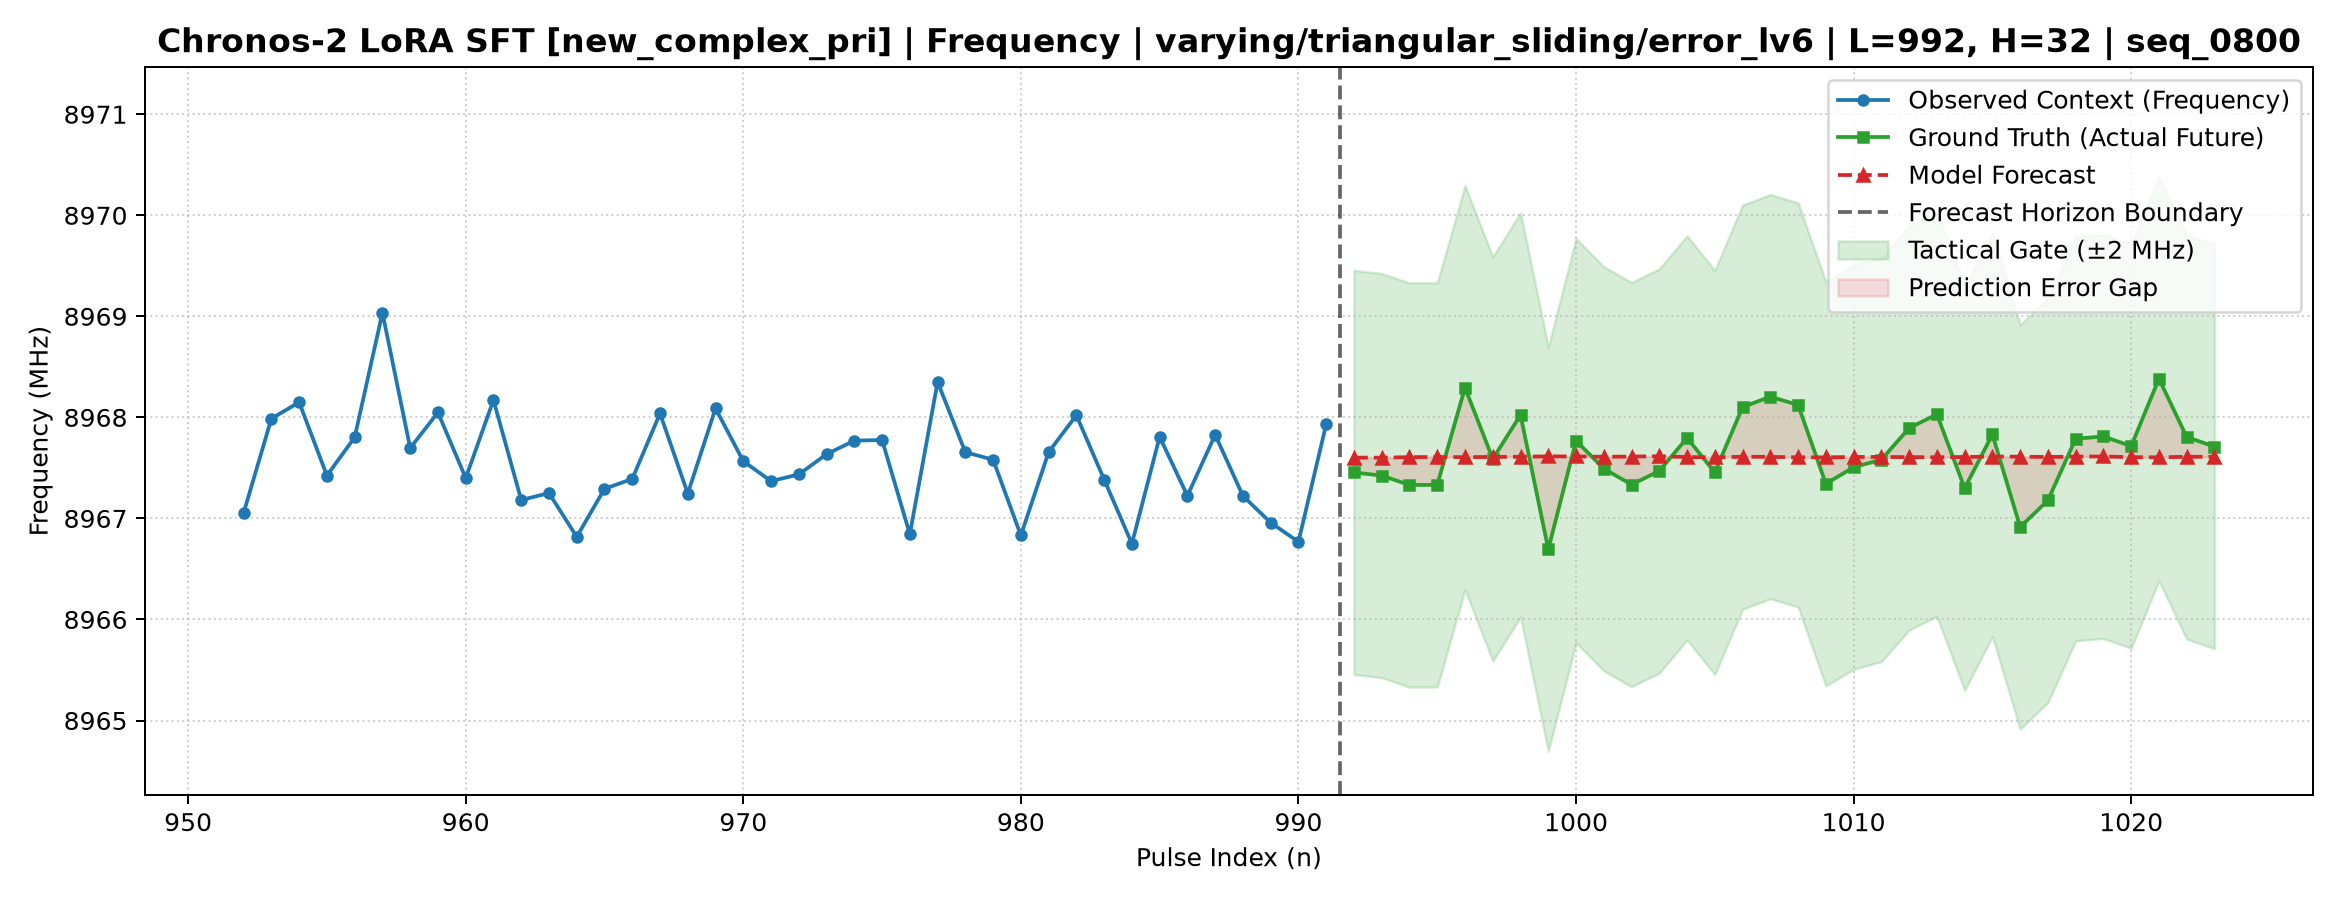 Chronos-2 LoRA SFT [new_complex_pri] | Frequency | varying/triangular_sliding/error_lv6 | L=992, H=32 | seq_0800
Frequency (MHz)
8971
8970
8969
8968
8967
8966
8965
Observed Context (Frequency)
Ground Truth (Actual Future)
Model Forecast
Forecast Horizon Boundary
Tactical Gate (±2 MHz)
Prediction Error Gap
950 960 970 980 990 1000 1010 1020
Pulse Index (n)